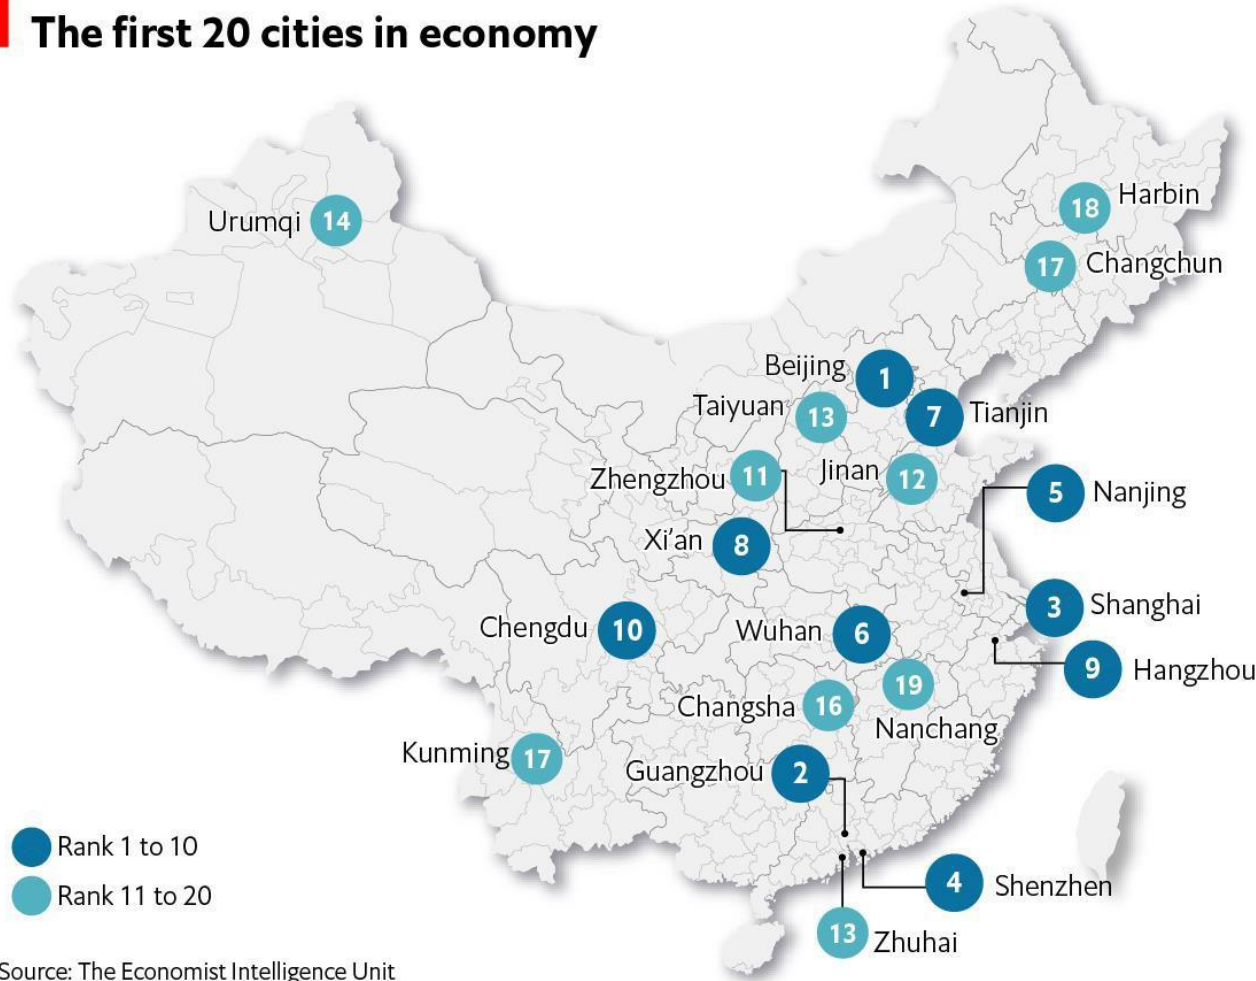 The first 20 cities in economy
Urumqi 14
18 Harbin
17 Changchun
Beijing 1
Taiyuan 13
7 Tianjin
Zhengzhou 11
Jinan 12
5 Nanjing
Xi'an 8
3 Shanghai
Chengdu 10
Wuhan 6
9 Hangzhou
19
Nanchang
Changsha 16
Kunming 17
Guangzhou 2
Rank 1 to 10
4 Shenzhen
Rank 11 to 20
13 Zhuhai
Source: The Economist Intelligence Unit